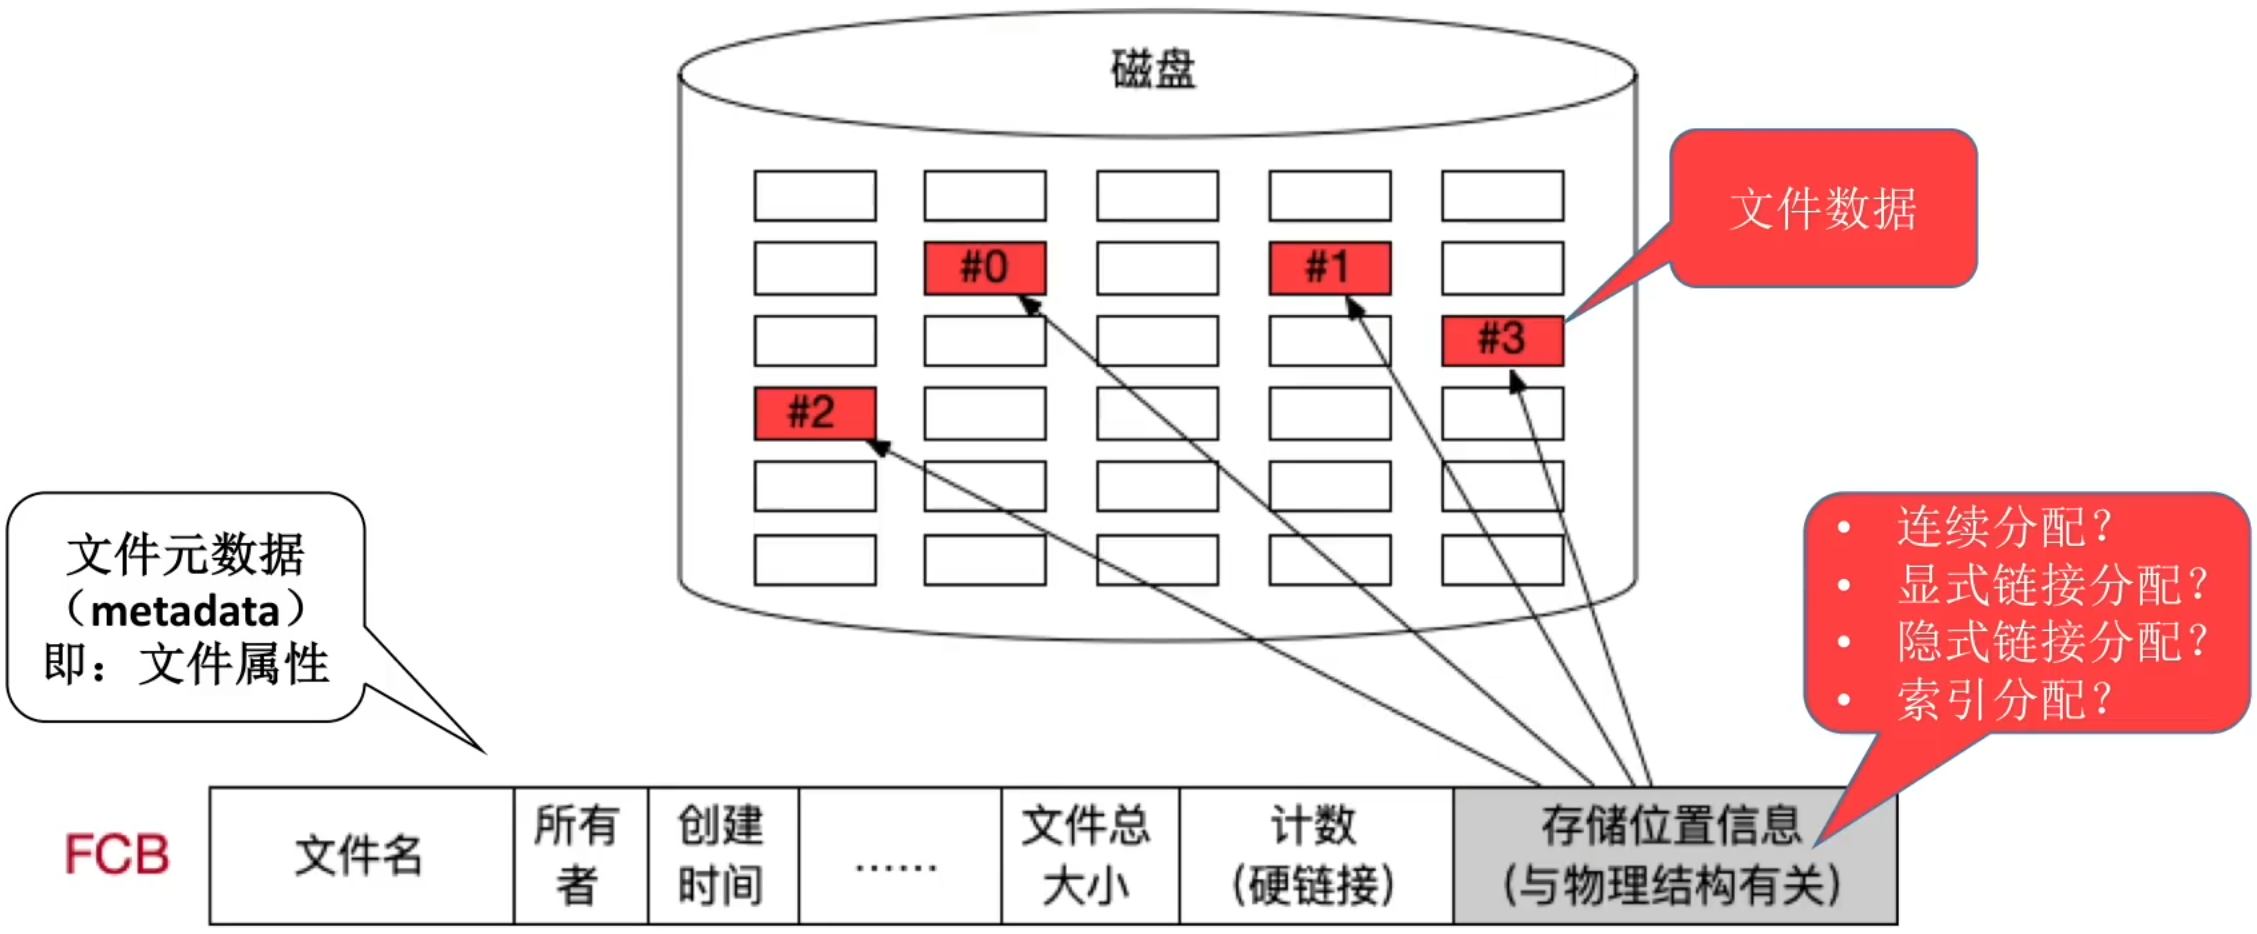 磁盘
文件数据
#0
#1
#3
#2
文件元数据
（metadata）
即：文件属性
• 连续分配？
• 显式链接分配？
• 隐式链接分配？
• 索引分配？
FCB
文件名
所有
者
创建
时间
……
文件总
大小
计数
(硬链接)
存储位置信息
(与物理结构有关)